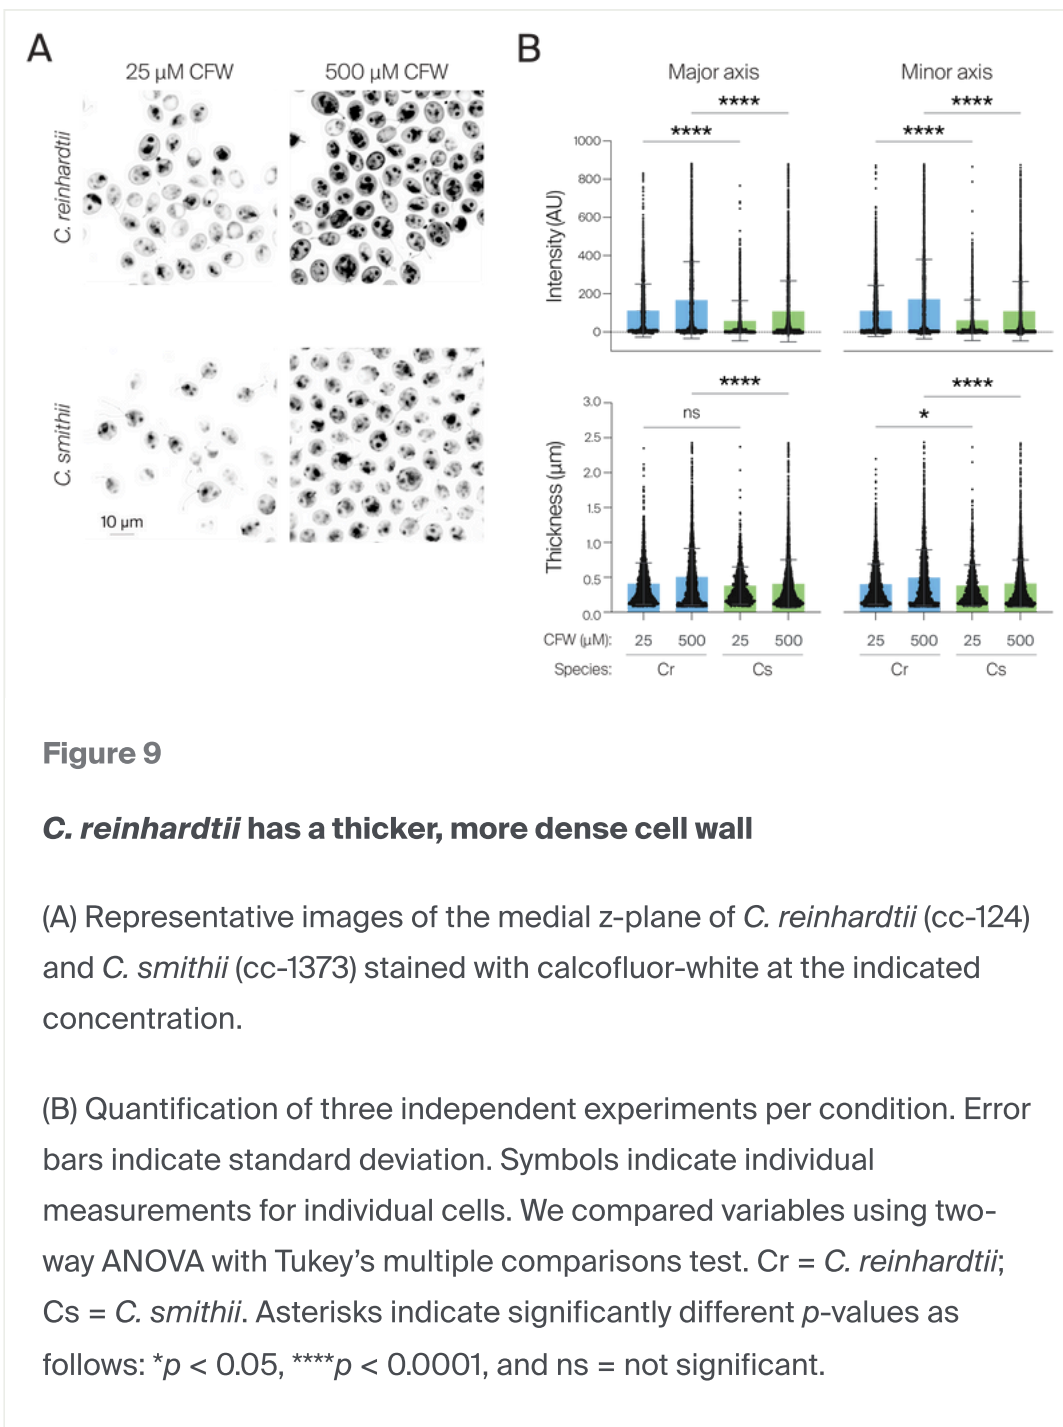 A
25 µM CFW
500 µM CFW
C. reinhardtii
C. smithii
10 µm
B
Major axis
Minor axis
****
****
****
****
Intensity (AU)
1000
800
600
400
200
0
****
****
ns
*
Thickness (µm)
3.0
2.5
2.0
1.5
1.0
0.5
0.0
CFW (µM): 25 500 25 500 25 500 25 500
Species: Cr Cs Cr Cs
Figure 9
C. reinhardtii has a thicker, more dense cell wall
(A) Representative images of the medial z-plane of C. reinhardtii (cc-124)
and C. smithii (cc-1373) stained with calcofluor-white at the indicated
concentration.
(B) Quantification of three independent experiments per condition. Error
bars indicate standard deviation. Symbols indicate individual
measurements for individual cells. We compared variables using two-
way ANOVA with Tukey’s multiple comparisons test. Cr = C. reinhardtii;
Cs = C. smithii. Asterisks indicate significantly different p-values as
follows: *p < 0.05, ****p < 0.0001, and ns = not significant.